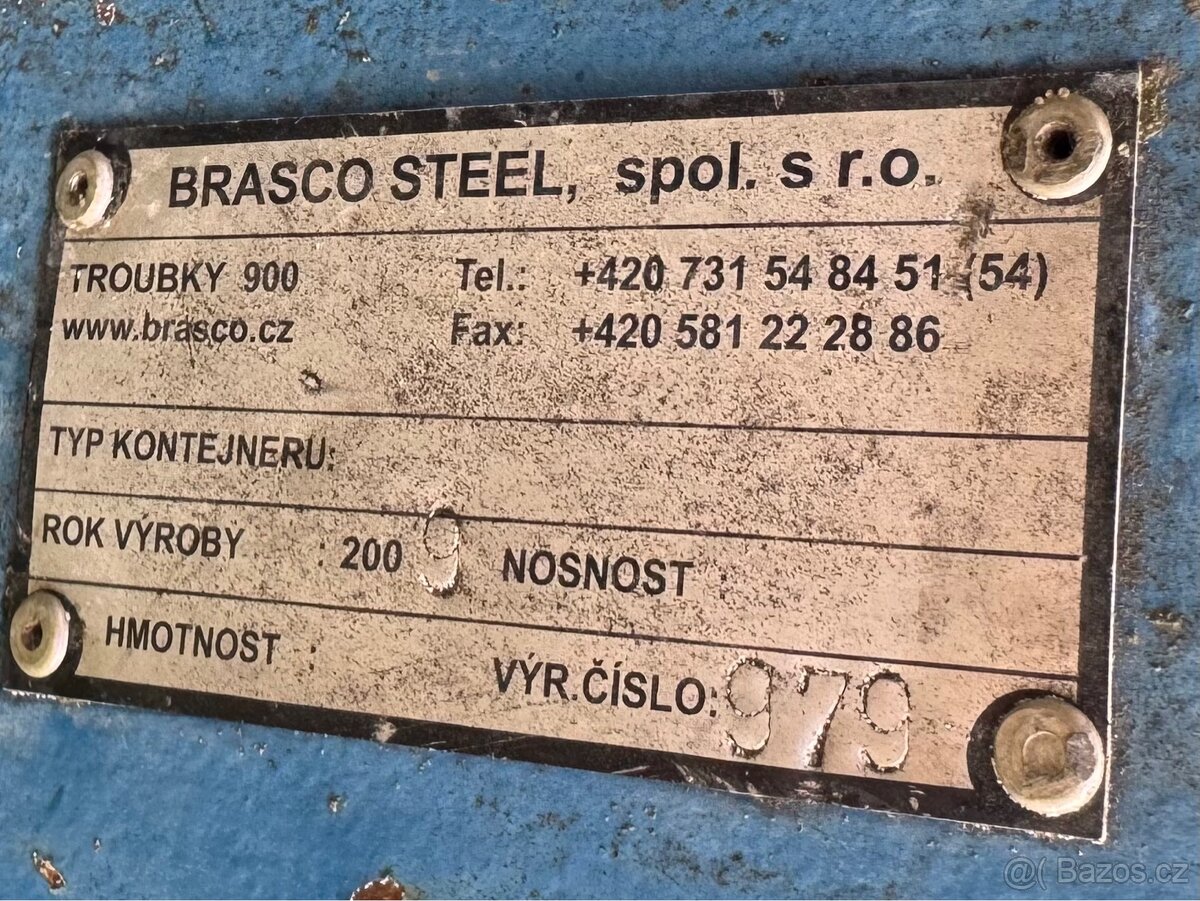 BRASCO STEEL, spol. s r.o.
TROUBKY 900 Tel.: +420 731 54 84 51 (54)
www.brasco.cz Fax: +420 581 22 28 86
TYP KONTEJNERU:
ROK VÝROBY : 2009 NOSNOST
HMOTNOST : VÝR.ČÍSLO: 979
@( Bazos.cz